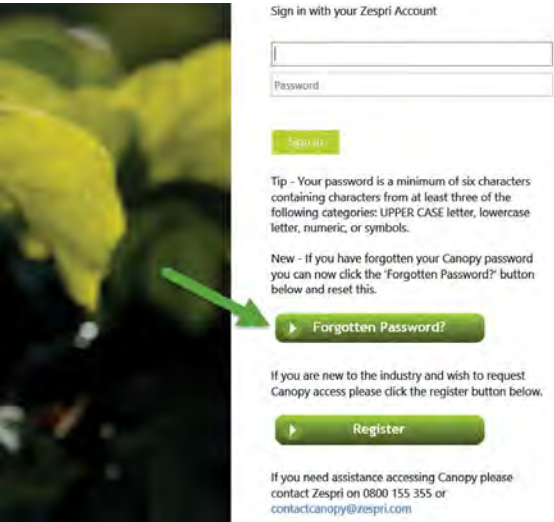 Sign in with your Zespri Account
Password
Sign in
Tip - Your password is a minimum of six characters
containing characters from at least three of the
following categories: UPPER CASE letter, lowercase
letter, numeric, or symbols.
New - If you have forgotten your Canopy password
you can now click the 'Forgotten Password?' button
below and reset this.
Forgotten Password?
If you are new to the industry and wish to request
Canopy access please click the register button below.
Register
If you need assistance accessing Canopy please
contact Zespri on 0800 155 355 or
contactcanopy@zespri.com